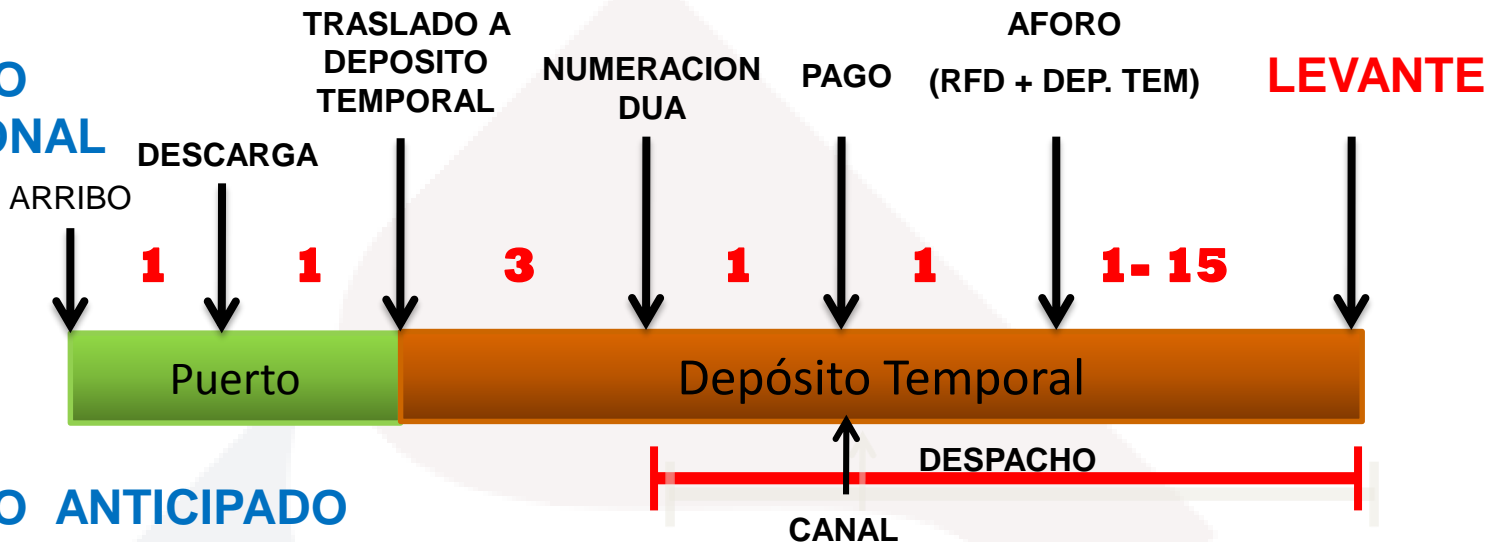 TRASLADO A
DEPOSITO
TEMPORAL
AFORO
(RFD + DEP. TEM)
NUMERACION
DUA
PAGO
LEVANTE
O
ONAL
DESCARGA
ARRIBO
1
1
3
1
1
1- 15
Puerto
Depósito Temporal
DESPACHO
O ANTICIPADO
CANAL